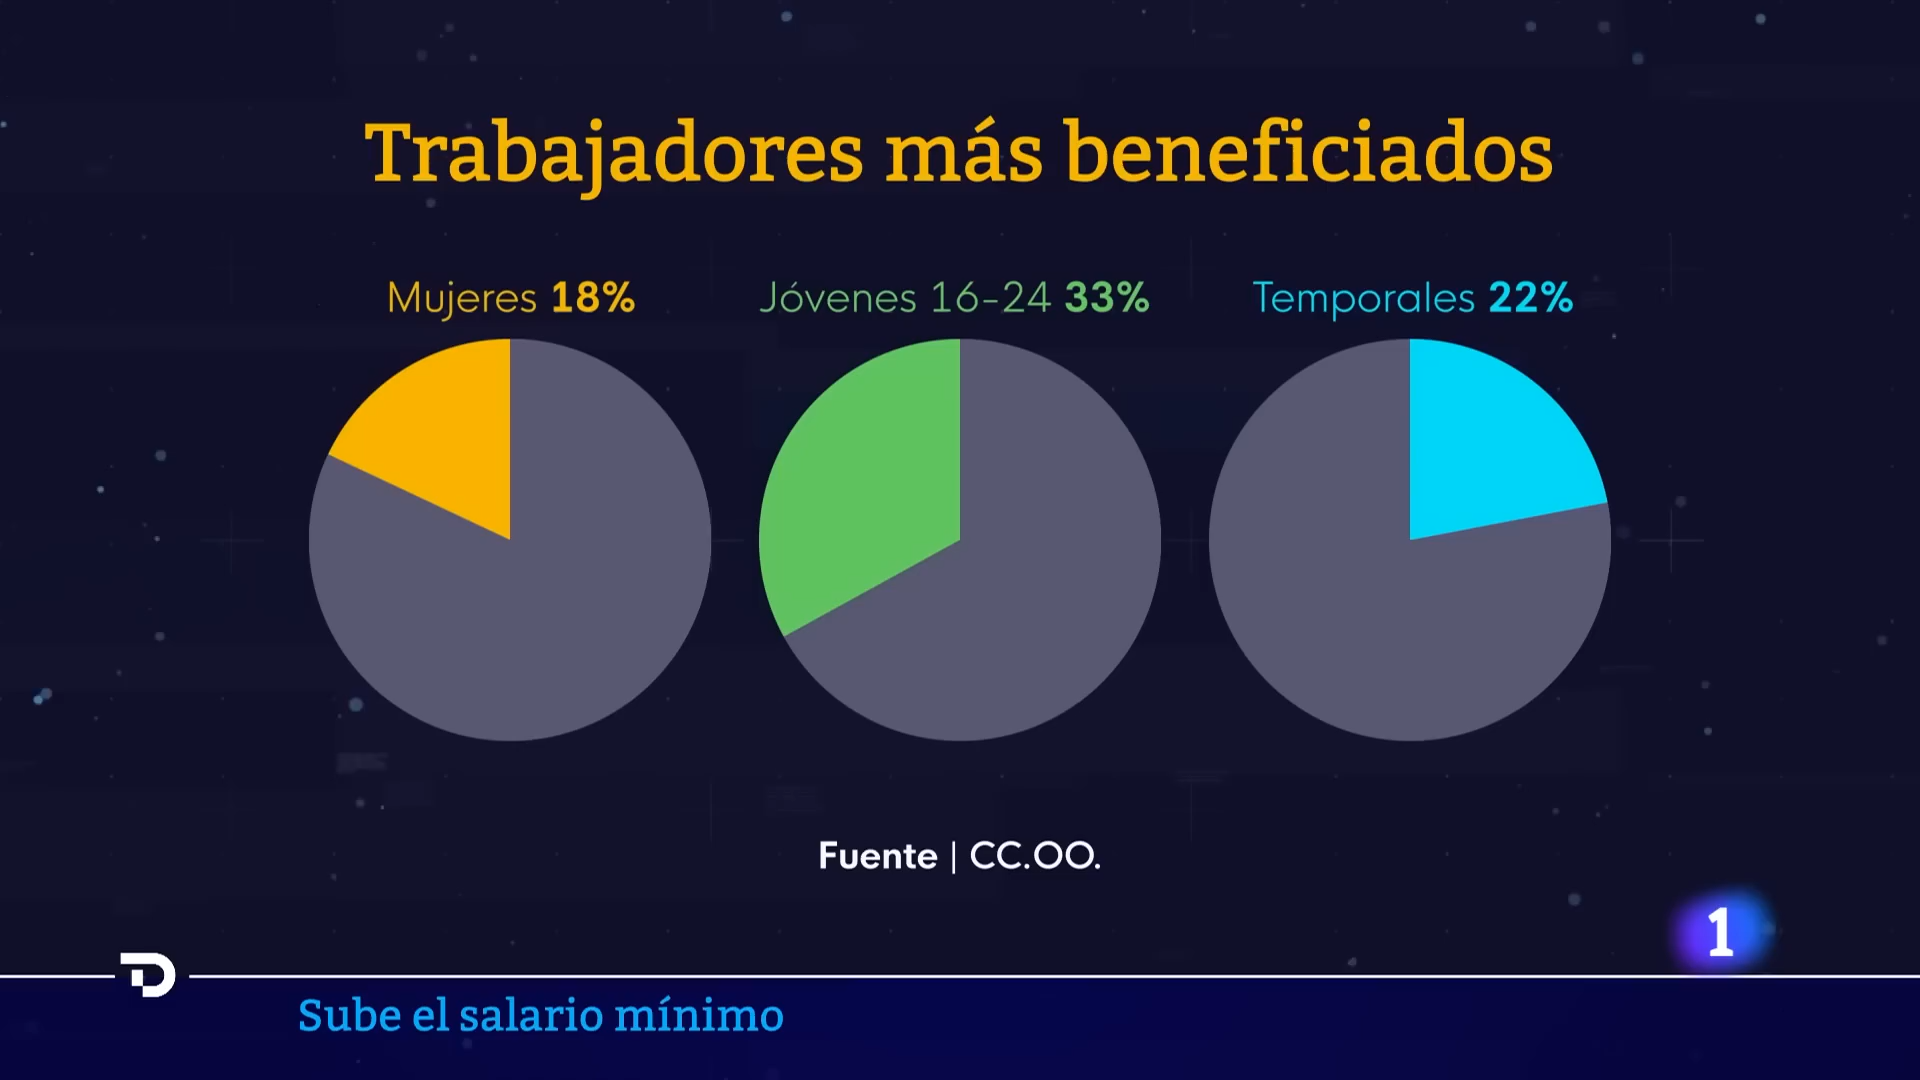 Trabajadores más beneficiados
Mujeres 18%
Jóvenes 16-24 33%
Temporales 22%
Fuente | CC.OO.
1
Sube el salario mínimo